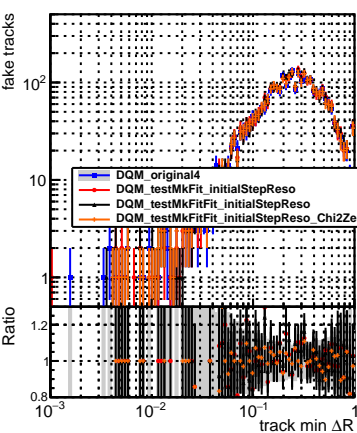 fake tracks
10²
10
1
DQM_original4
DQM_testMkFit_initialStepReso
DQM_testMkFitFit_initialStepReso
DQM_testMkFitFit_initialStepReso_Chi2Ze
Ratio
1.2
1
0.8
10⁻³ 10⁻² 10⁻¹ 1
track min ΔR